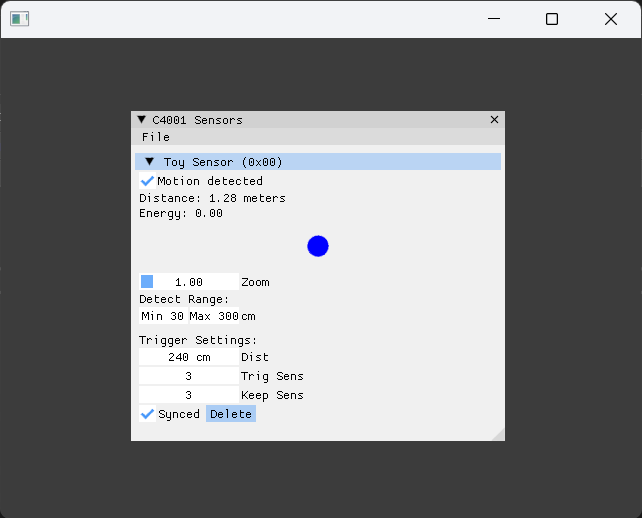 C4001 Sensors
File
Toy Sensor (0x00)
Motion detected
Distance: 1.28 meters
Energy: 0.00
1.00 Zoom
Detect Range:
Min 30 Max 300 cm
Trigger Settings:
240 cm Dist
3 Trig Sens
3 Keep Sens
Synced Delete